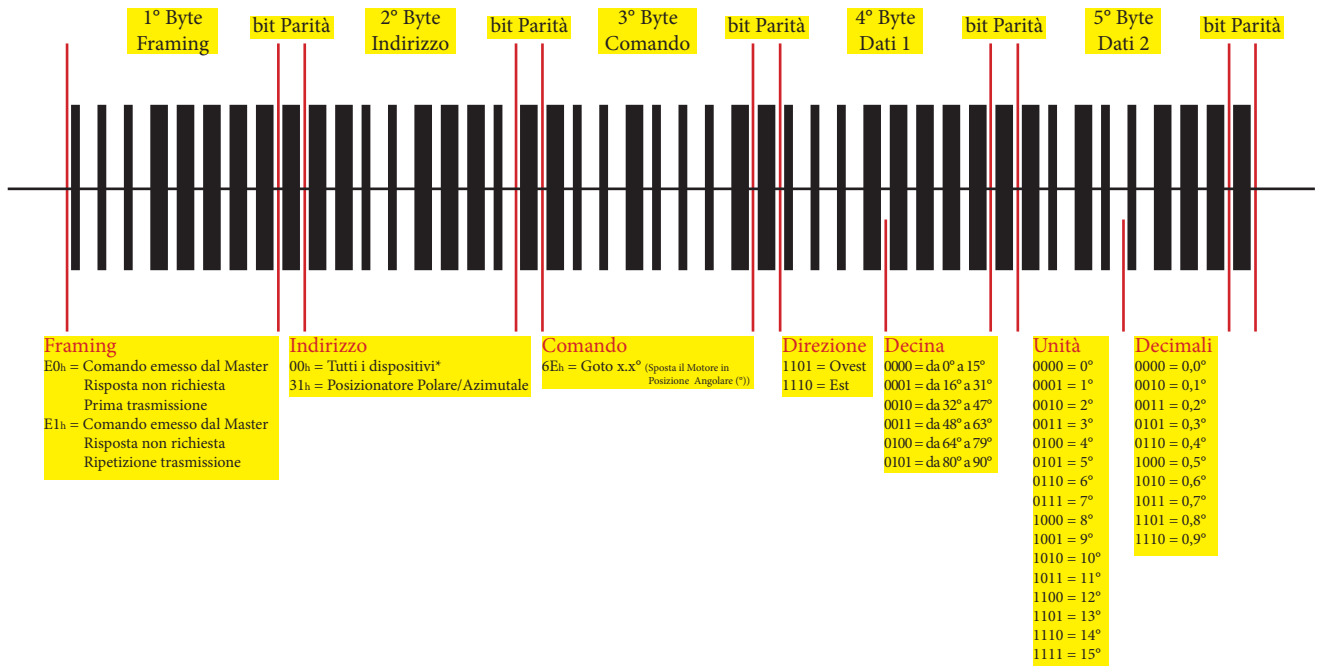 1° Byte
Framing
bit Parità
2° Byte
Indirizzo
bit Parità
3° Byte
Comando
bit Parità
4° Byte
Dati 1
bit Parità
5° Byte
Dati 2
bit Parità
Framing
E0h = Comando emesso dal Master
Risposta non richiesta
Prima trasmissione
E1h = Comando emesso dal Master
Risposta non richiesta
Ripetizione trasmissione
Indirizzo
00h = Tutti i dispositivi*
31h = Posizionatore Polare/Azimutale
Comando
6Eh = Goto x.x° (Sposta il Motore in
Posizione Angolare (°))
Direzione
1101 = Ovest
1110 = Est
Decina
0000 = da 0° a 15°
0001 = da 16° a 31°
0010 = da 32° a 47°
0011 = da 48° a 63°
0100 = da 64° a 79°
0101 = da 80° a 90°
Unità
0000 = 0°
0001 = 1°
0010 = 2°
0011 = 3°
0100 = 4°
0101 = 5°
0110 = 6°
0111 = 7°
1000 = 8°
1001 = 9°
1010 = 10°
1011 = 11°
1100 = 12°
1101 = 13°
1110 = 14°
1111 = 15°
Decimali
0000 = 0,0°
0010 = 0,1°
0011 = 0,2°
0101 = 0,3°
0110 = 0,4°
1000 = 0,5°
1010 = 0,6°
1011 = 0,7°
1101 = 0,8°
1110 = 0,9°